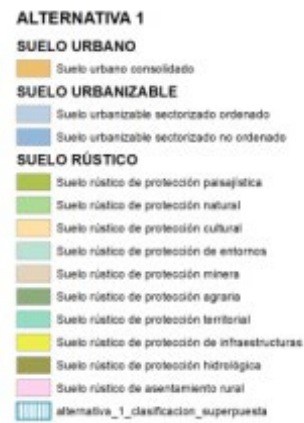 ALTERNATIVA 1
SUELO URBANO
Suelo urbano consolidado
SUELO URBANIZABLE
Suelo urbanizable sectorizado ordenado
Suelo urbanizable sectorizado no ordenado
SUELO RÚSTICO
Suelo rústico de protección paisajística
Suelo rústico de protección natural
Suelo rústico de protección cultural
Suelo rústico de protección de entornos
Suelo rústico de protección minera
Suelo rústico de protección agraria
Suelo rústico de protección territorial
Suelo rústico de protección de infraestructuras
Suelo rústico de protección hidrológica
Suelo rústico de asentamiento rural
alternativa_1_clasificacion_superpuesta